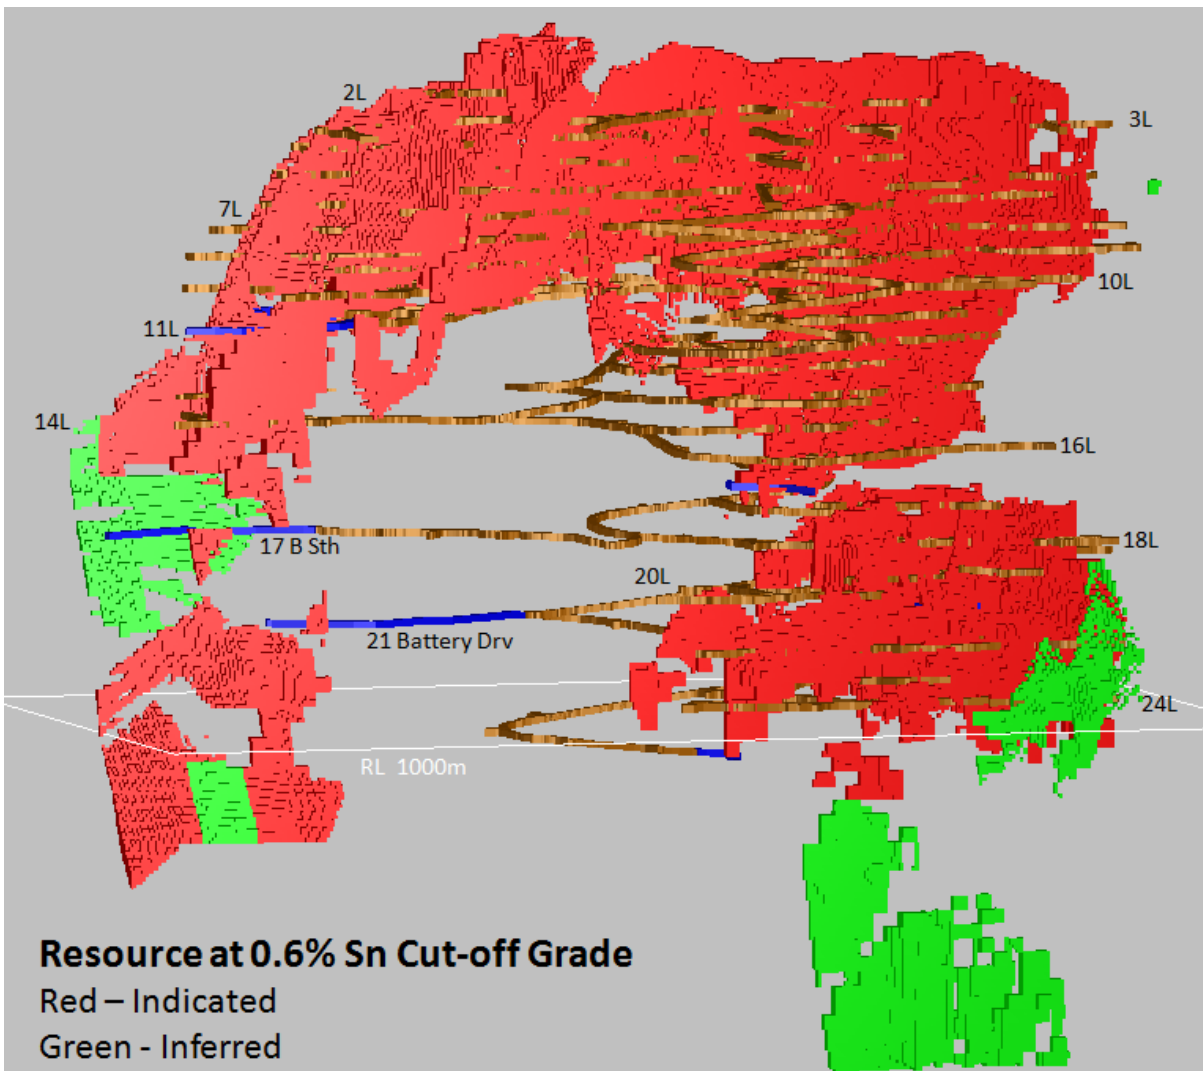 2L
3L
7L
10L
11L
14L
16L
17 B Sth
18L
20L
21 Battery Drv
24L
RL 1000m
Resource at 0.6% Sn Cut-off Grade
Red – Indicated
Green - Inferred